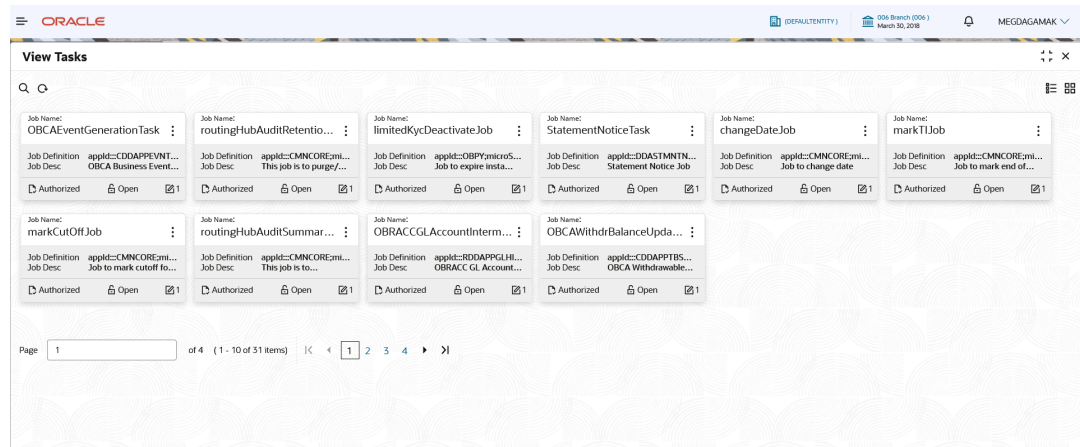 ORACLE
(DEFAULTENTITY )
006 Branch (006 )
March 30, 2018
MEGDAGAMAK
View Tasks
Job Name:
OBCAEventGenerationTask
Job Definition appId:::CDDAPPEVNT...
Job Desc OBCA Business Event...
Authorized Open 1
Job Name:
routingHubAuditRetentio...
Job Definition appId:::CMNCORE;mi...
Job Desc This job is to purge/...
Authorized Open 1
Job Name:
limitedKycDeactivateJob
Job Definition appId:::OBPY;microS...
Job Desc Job to expire insta...
Authorized Open 1
Job Name:
StatementNoticeTask
Job Definition appId:::DDASTMNTN...
Job Desc Statement Notice Job
Authorized Open 1
Job Name:
changeDateJob
Job Definition appId:::CMNCORE;mi...
Job Desc Job to change date
Authorized Open 1
Job Name:
markTIJob
Job Definition appId:::CMNCORE;mi...
Job Desc Job to mark end of...
Authorized Open 1
Job Name:
markCutOffJob
Job Definition appId:::CMNCORE;mi...
Job Desc Job to mark cutoff fo...
Authorized Open 1
Job Name:
routingHubAuditSummar...
Job Definition appId:::CMNCORE;mi...
Job Desc This job is to...
Authorized Open 1
Job Name:
OBRACCGLAccountInterm...
Job Definition appId:::RDDAPPGLHI...
Job Desc OBRACC GL Account...
Authorized Open 1
Job Name:
OBCAWithdrBalanceUpda...
Job Definition appId:::CDDAPPTBS...
Job Desc OBCA Withdrawable...
Authorized Open 1
Page 1 of 4 ( 1 - 10 of 31 items) 1 2 3 4